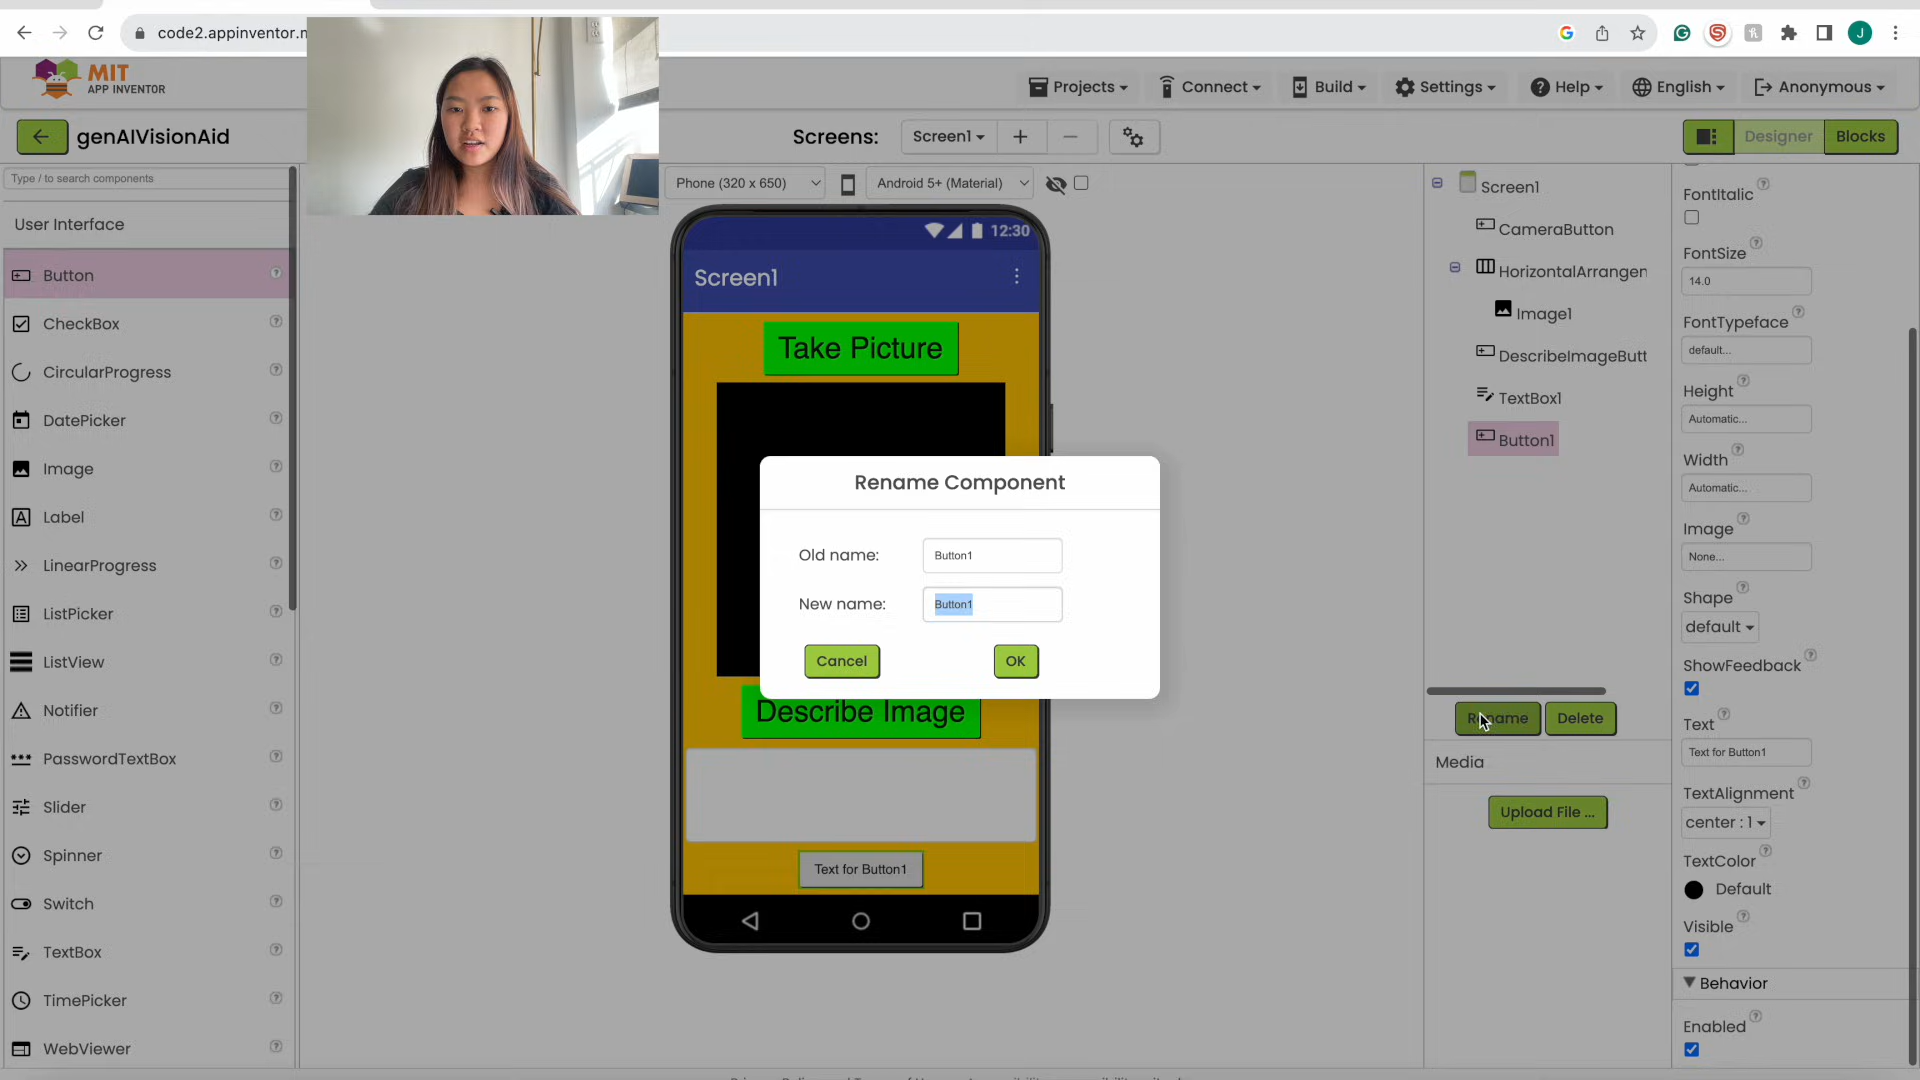 code2.appinventor.m
J
MIT
APP INVENTOR
Projects
Connect
Build
Settings
Help
English
Anonymous
genAIVisionAid
Screens:
Screen1
Designer
Blocks
Type / to search components
Phone (320 x 650)
Android 5+ (Material)
User Interface
Button
CheckBox
CircularProgress
DatePicker
Image
Label
LinearProgress
ListPicker
ListView
Notifier
PasswordTextBox
Slider
Spinner
Switch
TextBox
TimePicker
WebViewer
12:30
Screen1
Take Picture
Describe Image
Text for Button1
Rename Component
Old name:
Button1
New name:
Button1
Cancel
OK
Screen1
CameraButton
HorizontalArrangen
Image1
DescribeImageButt
TextBox1
Button1
Rename
Delete
Media
Upload File ...
FontItalic
FontSize
14.0
FontTypeface
default...
Height
Automatic...
Width
Automatic...
Image
None...
Shape
default
ShowFeedback
Text
Text for Button1
TextAlignment
center : 1
TextColor
Default
Visible
Behavior
Enabled